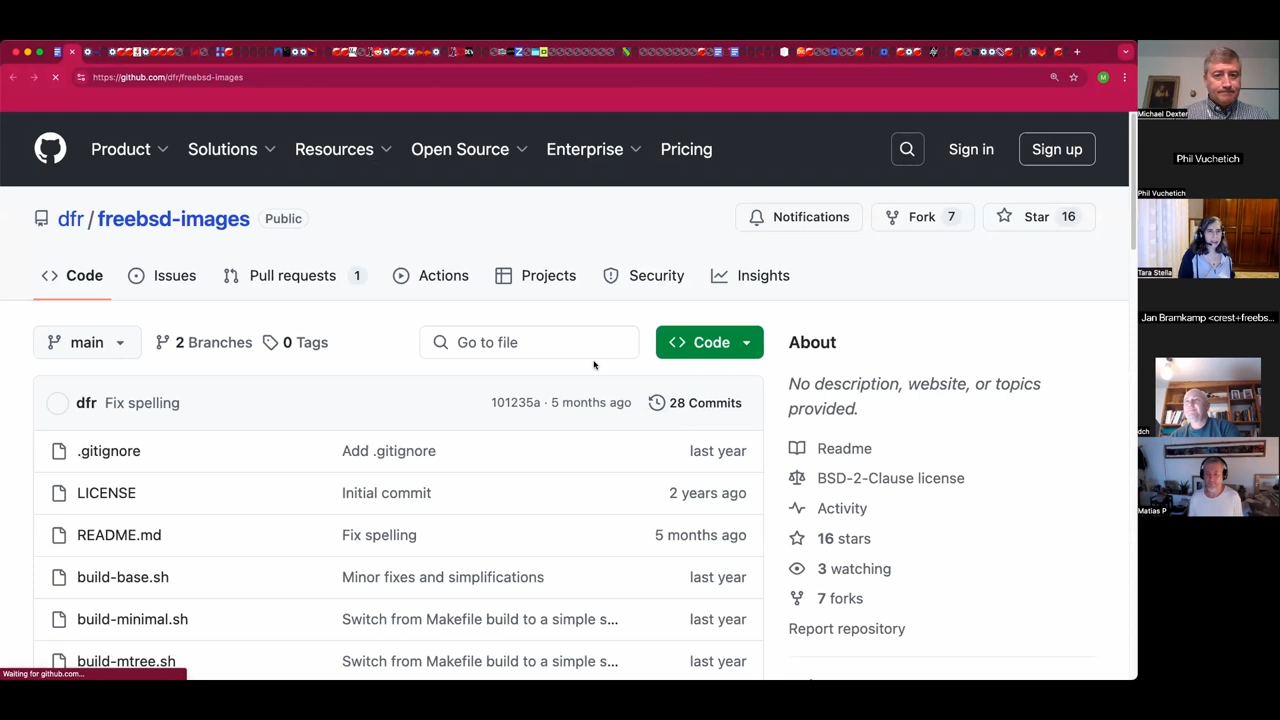 https://github.com/dfr/freebsd-images
M
Product
Solutions
Resources
Open Source
Enterprise
Pricing
Sign in
Sign up
dfr / freebsd-images
Public
Notifications
Fork 7
Star 16
Code
Issues
Pull requests 1
Actions
Projects
Security
Insights
main
2 Branches
0 Tags
Go to file
Code
dfr Fix spelling
101235a · 5 months ago
28 Commits
.gitignore Add .gitignore last year
LICENSE Initial commit 2 years ago
README.md Fix spelling 5 months ago
build-base.sh Minor fixes and simplifications last year
build-minimal.sh Switch from Makefile build to a simple s... last year
build-mtree.sh Switch from Makefile build to a simple s... last year
About
No description, website, or topics
provided.
Readme
BSD-2-Clause license
Activity
16 stars
3 watching
7 forks
Report repository
Waiting for github.com...
Michael Dexter
Phil Vuchetich
Phil Vuchetich
Tara Stella
Jan Bramkamp <crest+freebs...
dch
Matias P